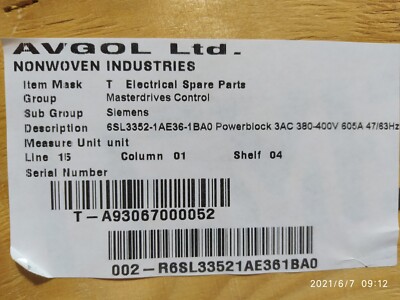 AVGOL Ltd.
NONWOVEN INDUSTRIES
Item Mask T Electrical Spare Parts
Group Masterdrives Control
Sub Group Siemens
Description 6SL3352-1AE36-1BA0 Powerblock 3AC 380-400V 605A 47/63Hz
Measure Unit unit
Line 15 Column 01 Shelf 04
Serial Number
T-A93067000052
002-R6SL33521AE361BA0
2021/6/7 09:12